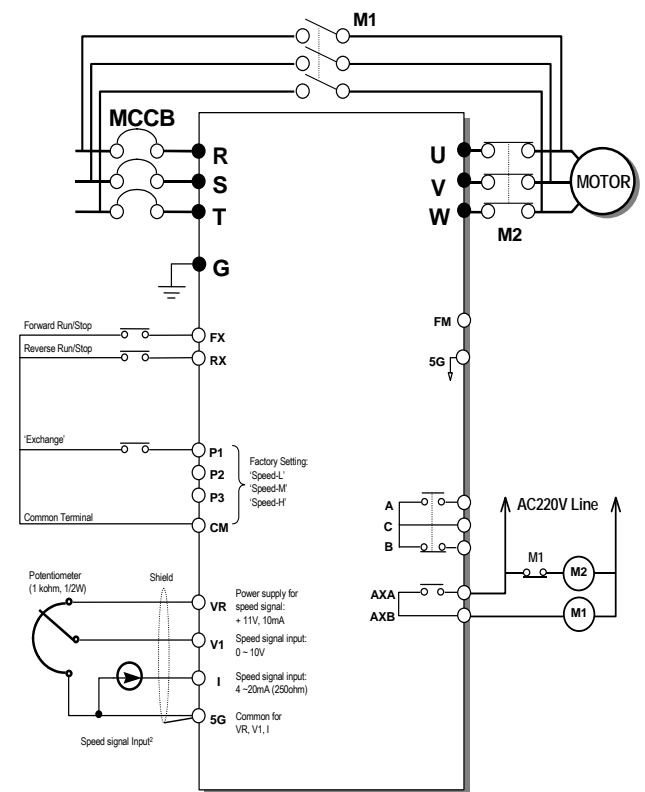 M1
MCCB
R
S
T
G
U
V
W
MOTOR
M2
FM
5G
Forward Run/Stop
FX
Reverse Run/Stop
RX
‘Exchange’
P1
P2
P3
Common Terminal
CM
Factory Setting:
‘Speed-L’
‘Speed-M’
‘Speed-H’
A
C
B
AC220V Line
M1
M2
AXA
AXB
M1
Potentiometer
(1 kohm, 1/2W)
Shield
VR
Power supply for
speed signal:
+ 11V, 10mA
V1
Speed signal input:
0 ~ 10V
I
Speed signal input:
4 ~20mA (250ohm)
5G
Common for
VR, V1, I
Speed signal Input²